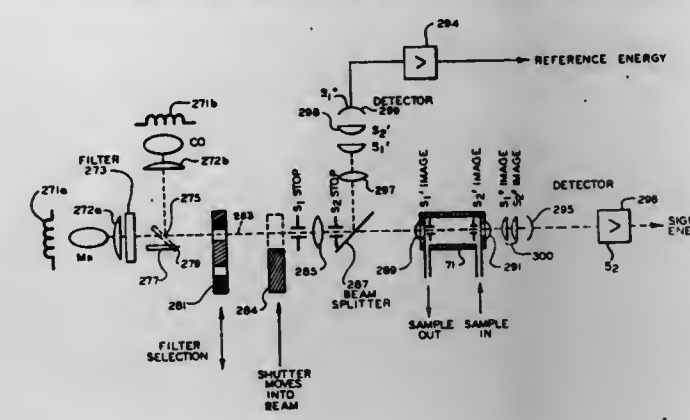 294
REFERENCE ENERGY
S₁"
DETECTOR
299
298
S₂'
S₁'
297
271b
CO
272b
FILTER
273
272a
271a
Mn
275
277
279
281
283
284
S₁ STOP
S₂ STOP
285
287
BEAM
SPLITTER
S₁' IMAGE
S₂' IMAGE
S₁" IMAGE
S₂" IMAGE
DETECTOR
295
296
SIG
ENE
S2
289
71
291
300
FILTER
SELECTION
SHUTTER
MOVES
INTO
BEAM
SAMPLE
OUT
SAMPLE
IN